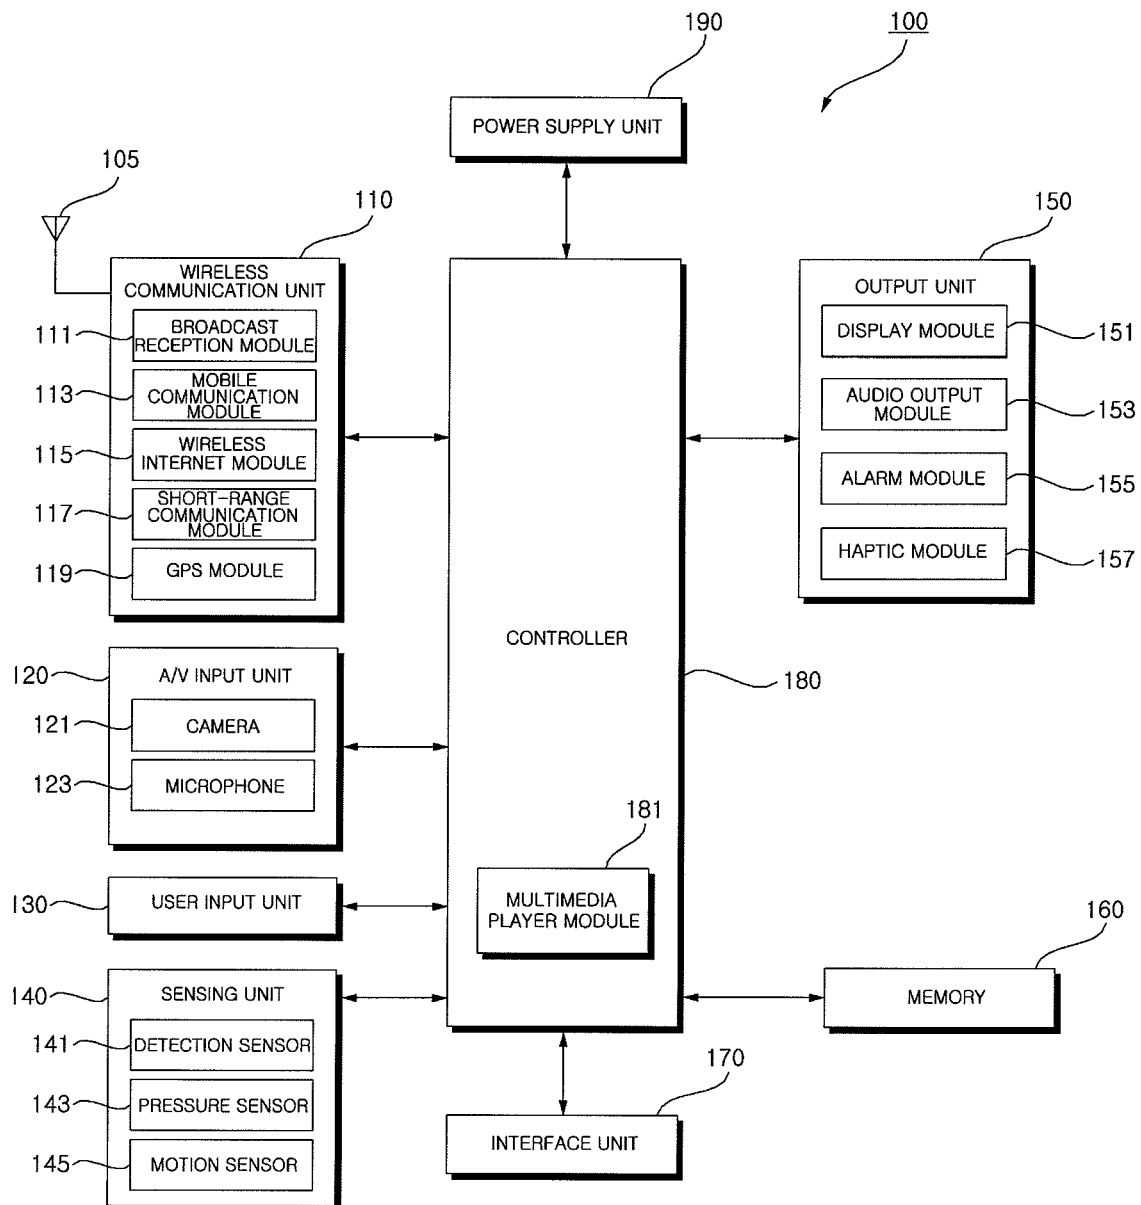 190
100
POWER SUPPLY UNIT
105
110
150
WIRELESS
COMMUNICATION UNIT
OUTPUT UNIT
111
BROADCAST
RECEPTION MODULE
DISPLAY MODULE
151
113
MOBILE
COMMUNICATION
MODULE
AUDIO OUTPUT
MODULE
153
115
WIRELESS
INTERNET MODULE
ALARM MODULE
155
117
SHORT-RANGE
COMMUNICATION
MODULE
HAPTIC MODULE
157
119
GPS MODULE
CONTROLLER
180
120
A/V INPUT UNIT
121
CAMERA
123
MICROPHONE
181
MULTIMEDIA
PLAYER MODULE
130
USER INPUT UNIT
160
MEMORY
140
SENSING UNIT
141
DETECTION SENSOR
143
PRESSURE SENSOR
145
MOTION SENSOR
170
INTERFACE UNIT